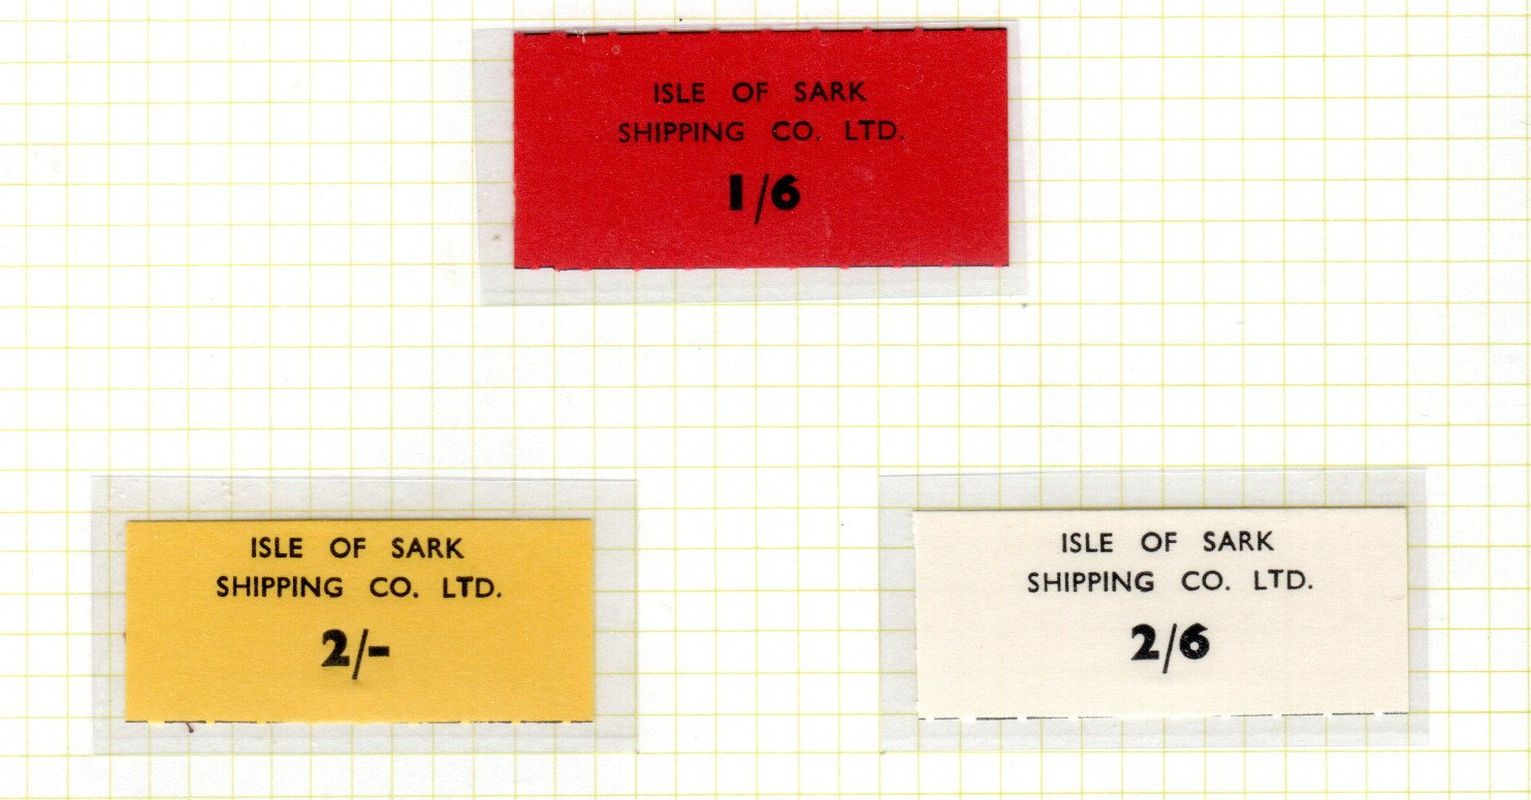 ISLE OF SARK
SHIPPING CO. LTD.
1/6
ISLE OF SARK
SHIPPING CO. LTD.
2/-
ISLE OF SARK
SHIPPING CO. LTD.
2/6